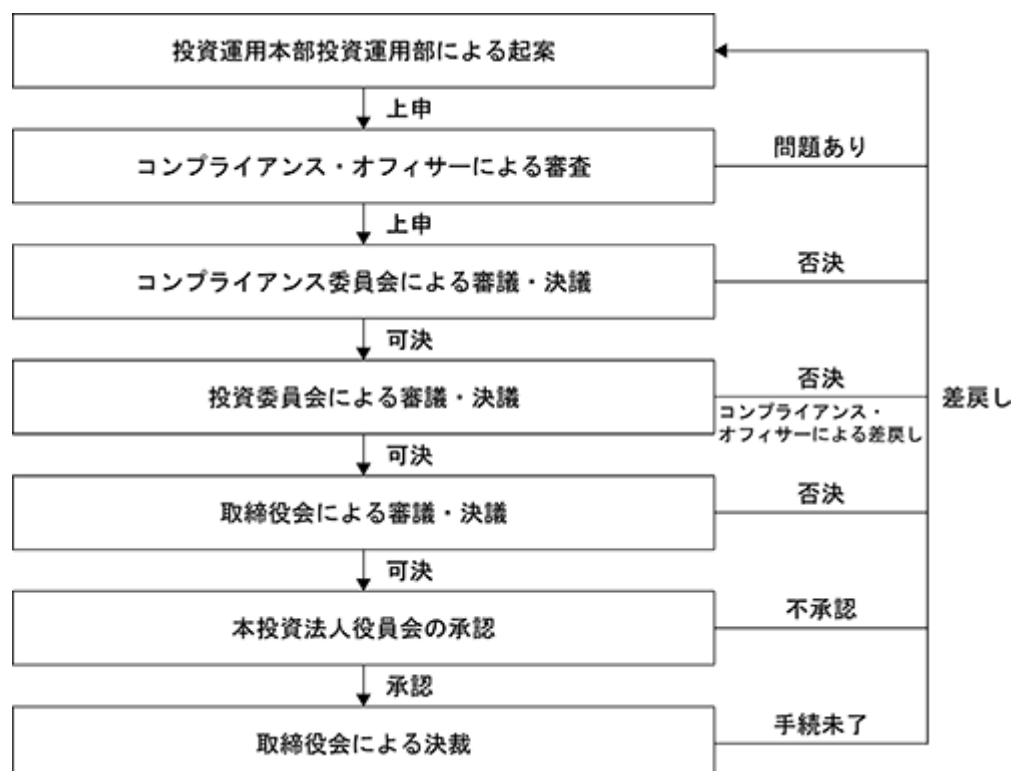 投資運用本部投資運用部による起案
上申
問題あり
コンプライアンス・オフィサーによる審査
上申
否決
コンプライアンス委員会による審議・決議
可決
否決
投資委員会による審議・決議
コンプライアンス・
オフィサーによる差戻し
差戻し
可決
否決
取締役会による審議・決議
可決
不承認
本投資法人役員会の承認
承認
手続未了
取締役会による決裁